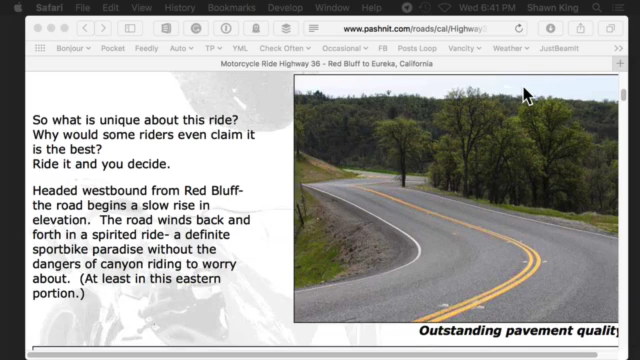 Safari File Edit View History Bookmarks Develop Window Help Wed 6:41 PM Shawn King
www.pashnit.com/roads/cal/Highway
Bonjour Pocket Feedly Auto TP YML Check Often Occasional FB Posts Loop Vancity Weather JustBeamIt
Motorcycle Ride Highway 36 - Red Bluff to Eureka, California
So what is unique about this ride?
Why would some riders even claim it
is the best?
Ride it and you decide.
Headed westbound from Red Bluff-
the road begins a slow rise in
elevation. The road winds back and
forth in a spirited ride- a definite
sportbike paradise without the
dangers of canyon riding to worry
about. (At least in this eastern
portion.)
Outstanding pavement quality